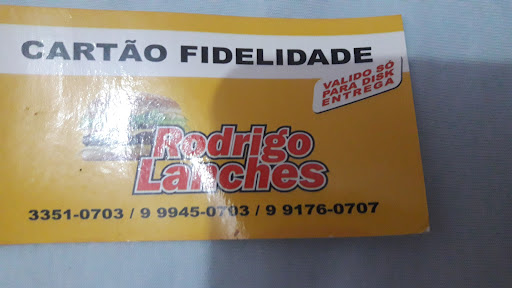 CARTÃO FIDELIDADE
VALIDO SÓ
PARA DISK
ENTREGA
Rodrigo
Lanches
3351-0703 / 9 9945-0703 / 9 9176-0707